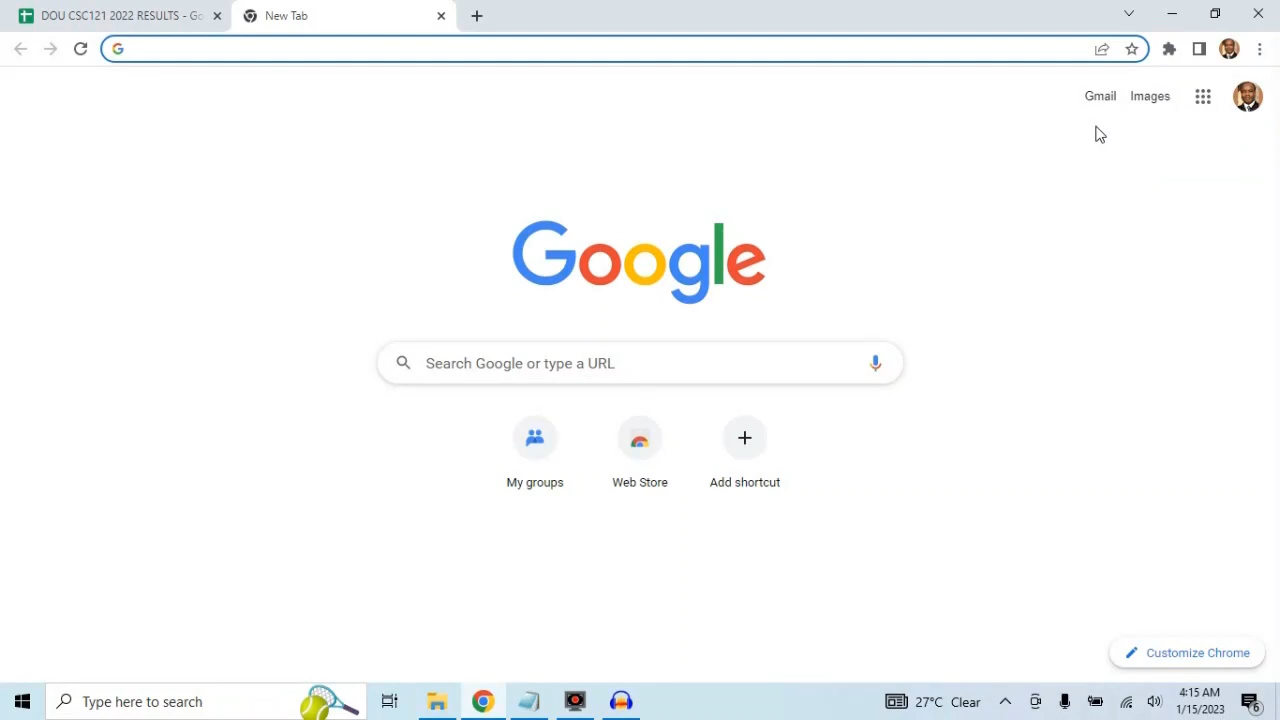 DOU CSC121 2022 RESULTS - Go
New Tab
Gmail Images
Google
Search Google or type a URL
My groups
Web Store
Add shortcut
Customize Chrome
Type here to search
27°C Clear
4:15 AM
1/15/2023
6